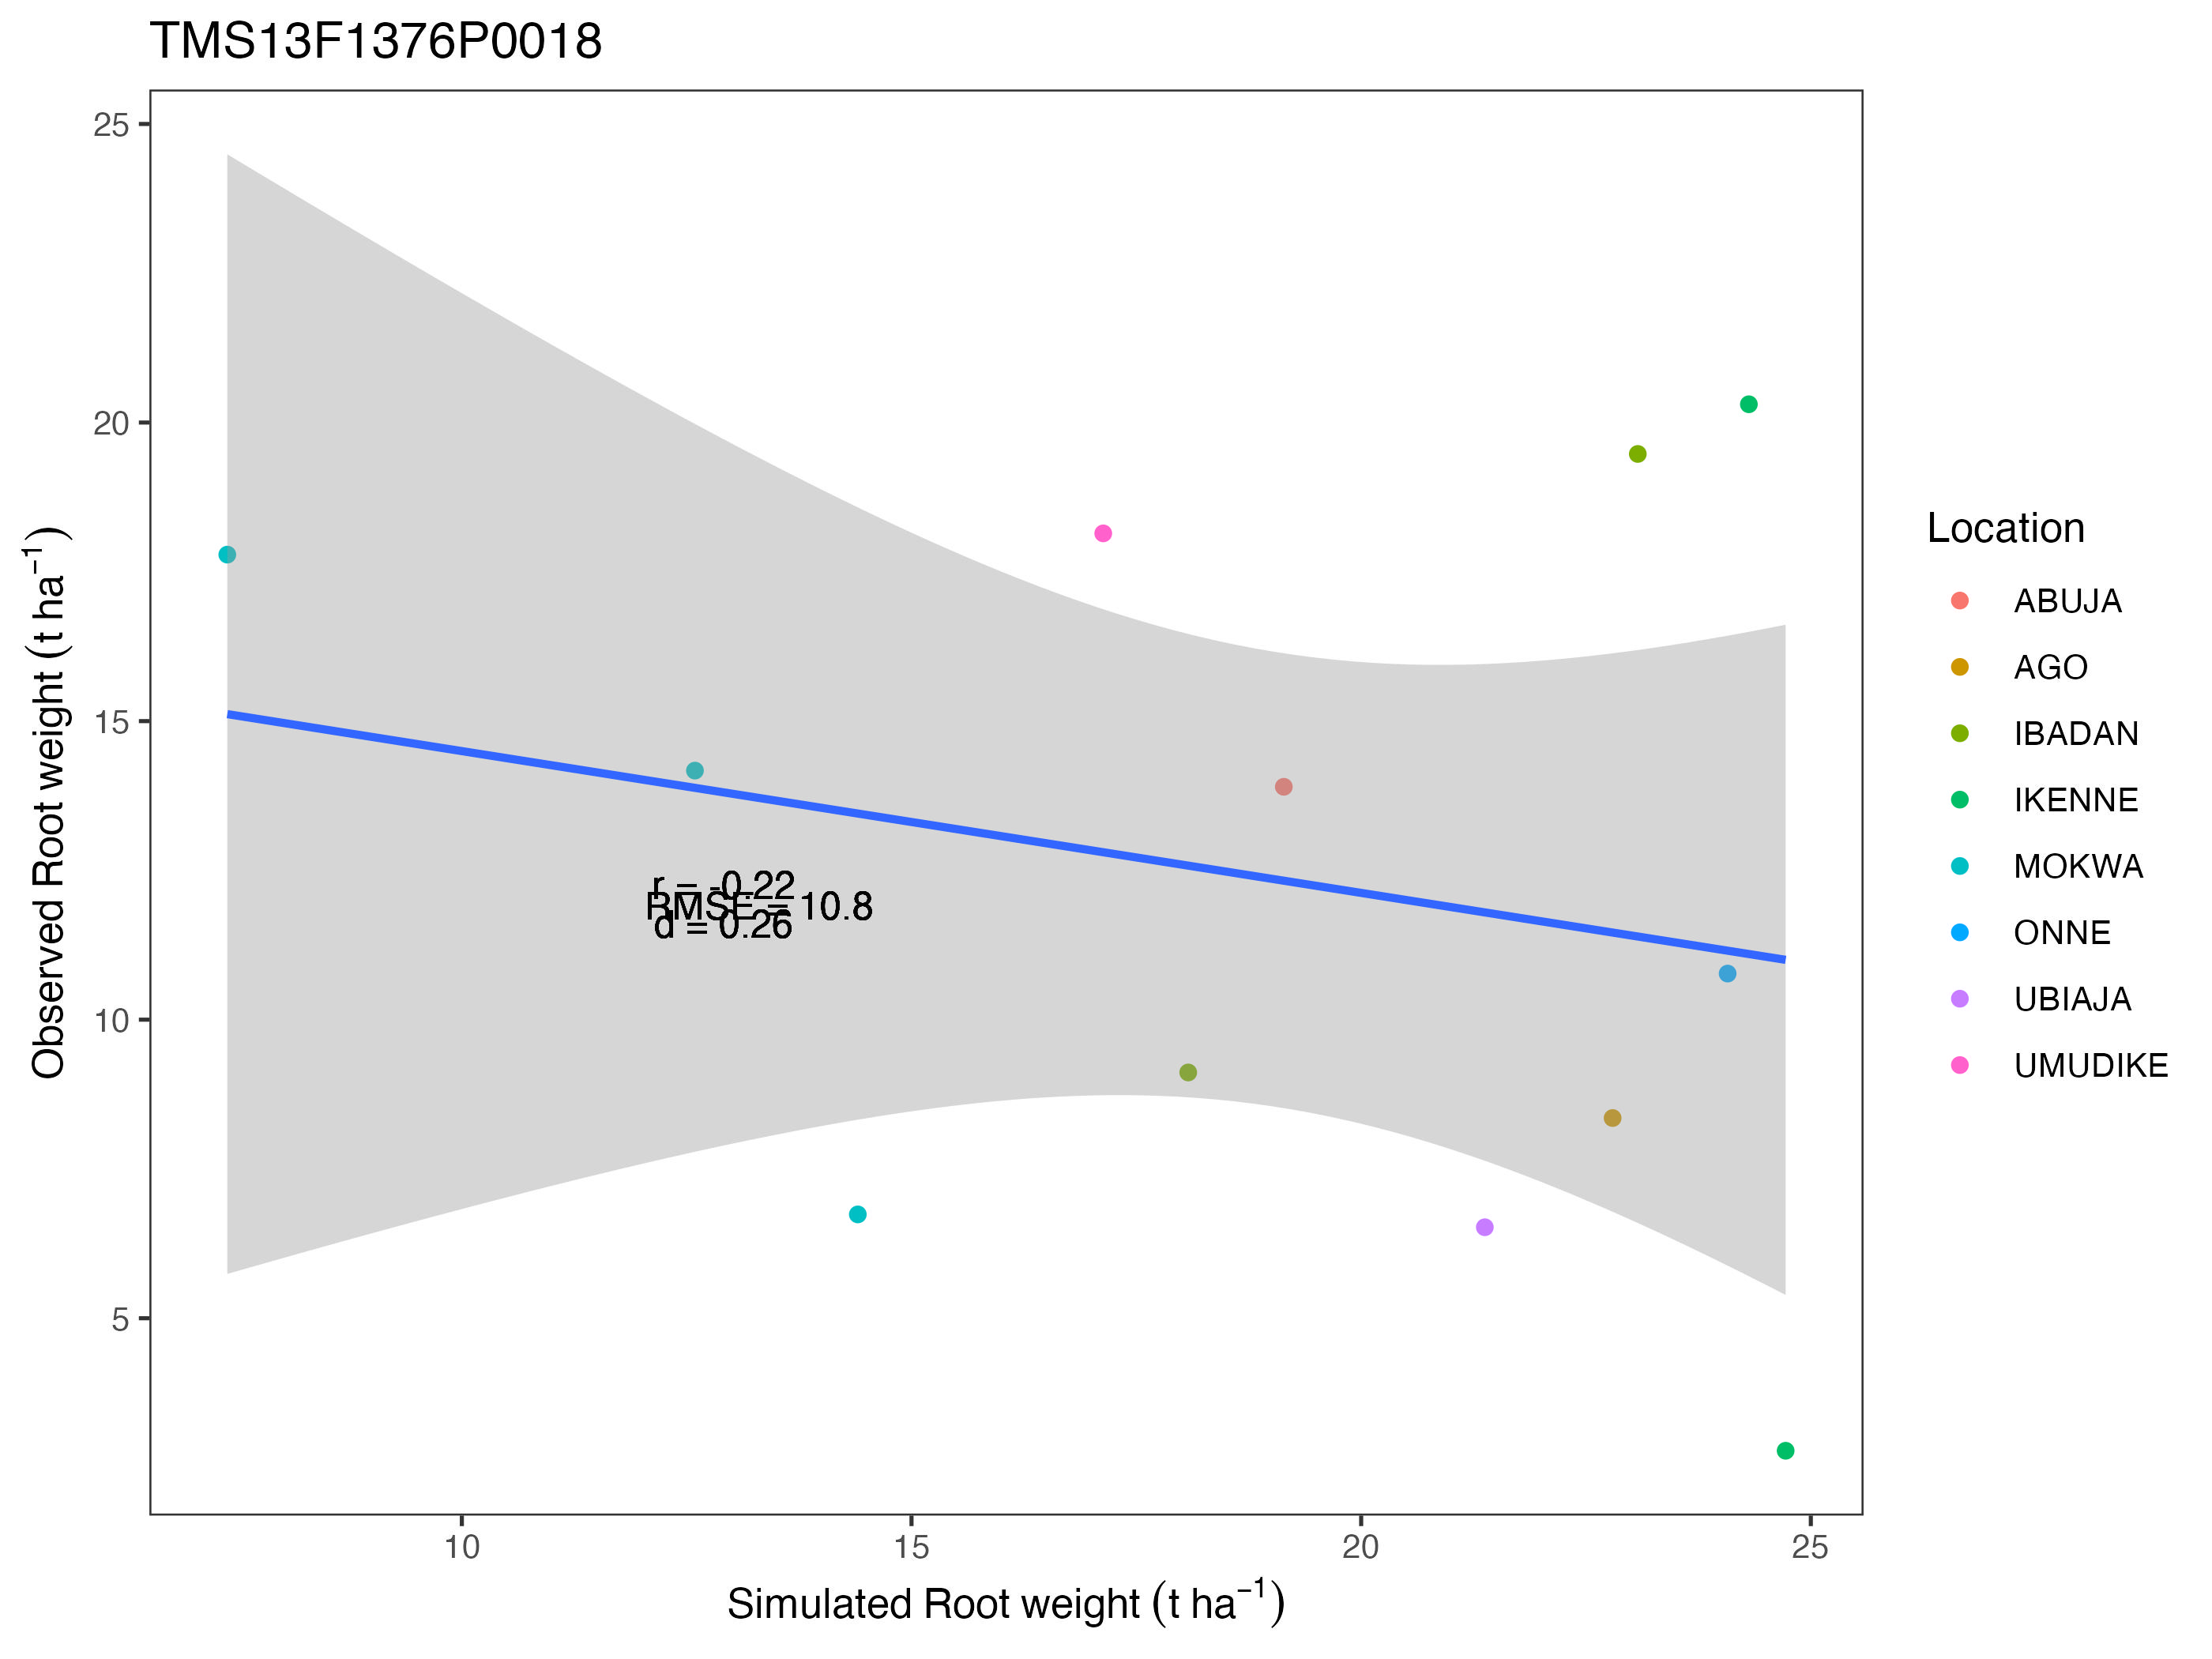 TMS13F1376P0018
Observed Root weight (t ha⁻¹)
25
20
15
10
5
r = -0.22
RMSE = 10.8
d = 0.26
10
15
20
25
Simulated Root weight (t ha⁻¹)
Location
ABUJA
AGO
IBADAN
IKENNE
MOKWA
ONNE
UBIAJA
UMUDIKE